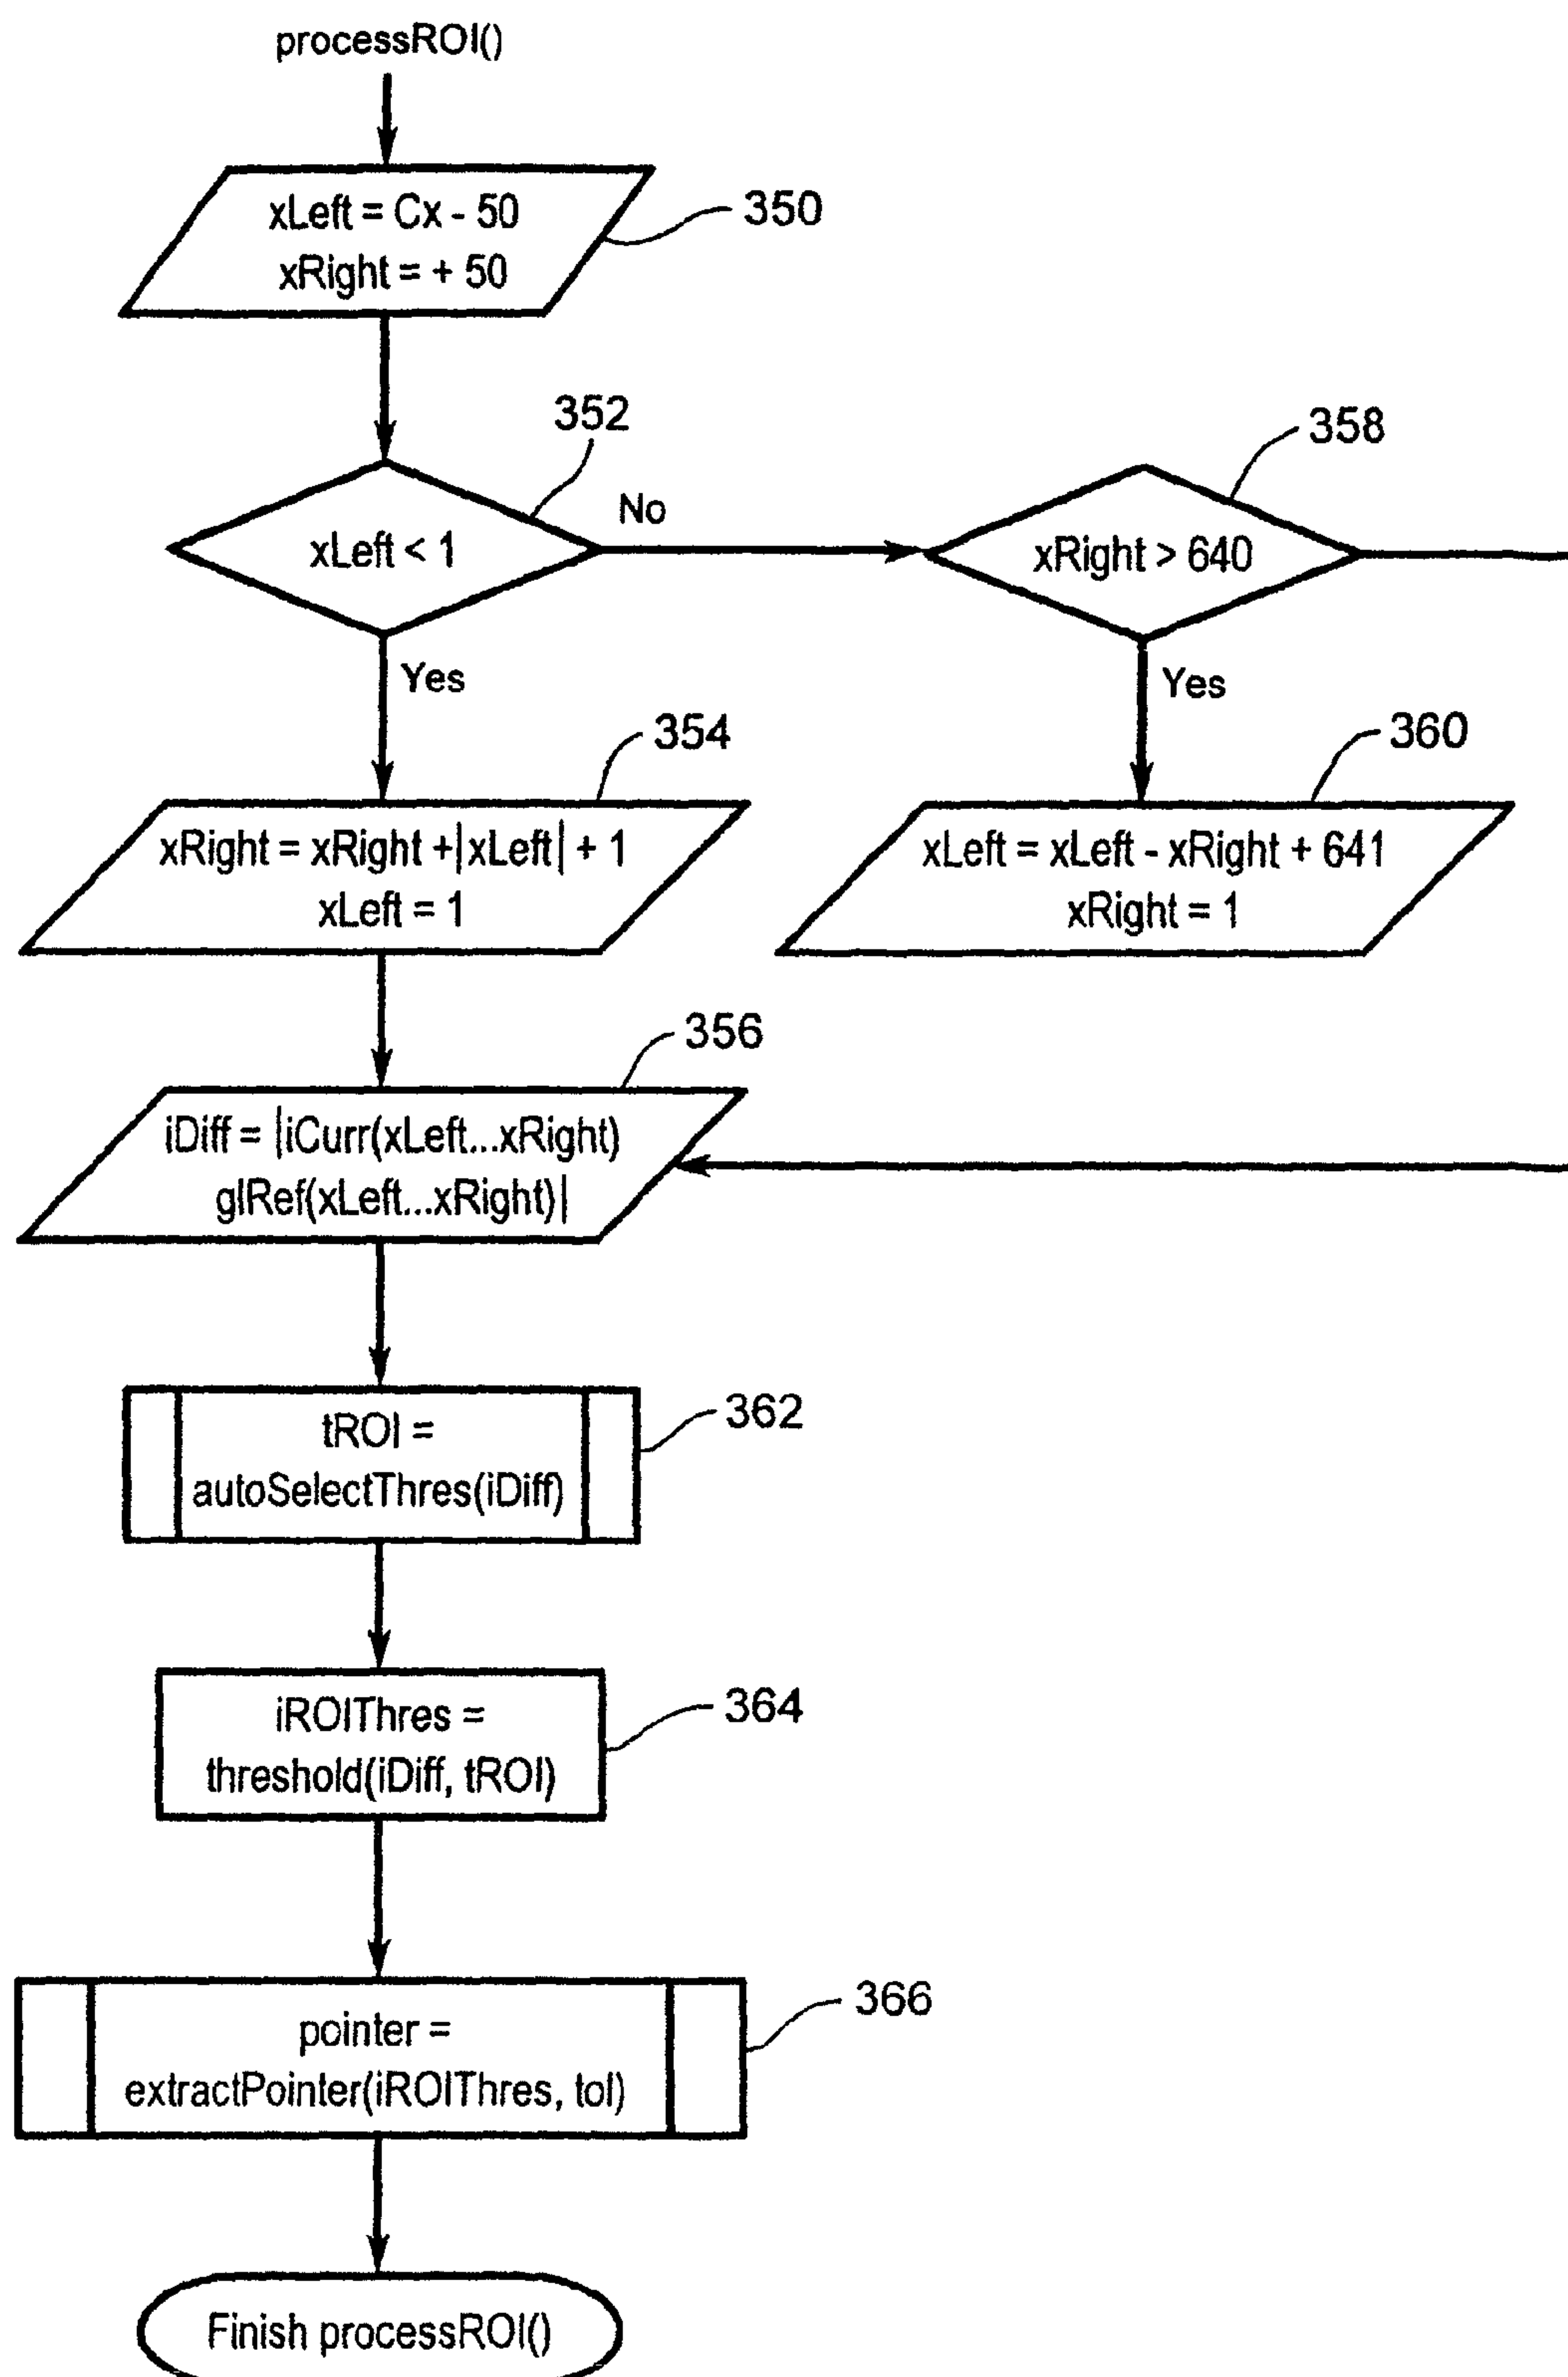 processROI()
xLeft = Cx - 50
xRight = + 50
350
352
xLeft < 1
No
358
xRight > 640
Yes
Yes
354
xRight = xRight +|xLeft| + 1
xLeft = 1
360
xLeft = xLeft - xRight + 641
xRight = 1
356
iDiff = |iCurr(xLeft...xRight)
glRef(xLeft...xRight)|
362
tROI =
autoSelectThres(iDiff)
364
iROIThres =
threshold(iDiff, tROI)
366
pointer =
extractPointer(iROIThres, tol)
Finish processROI()